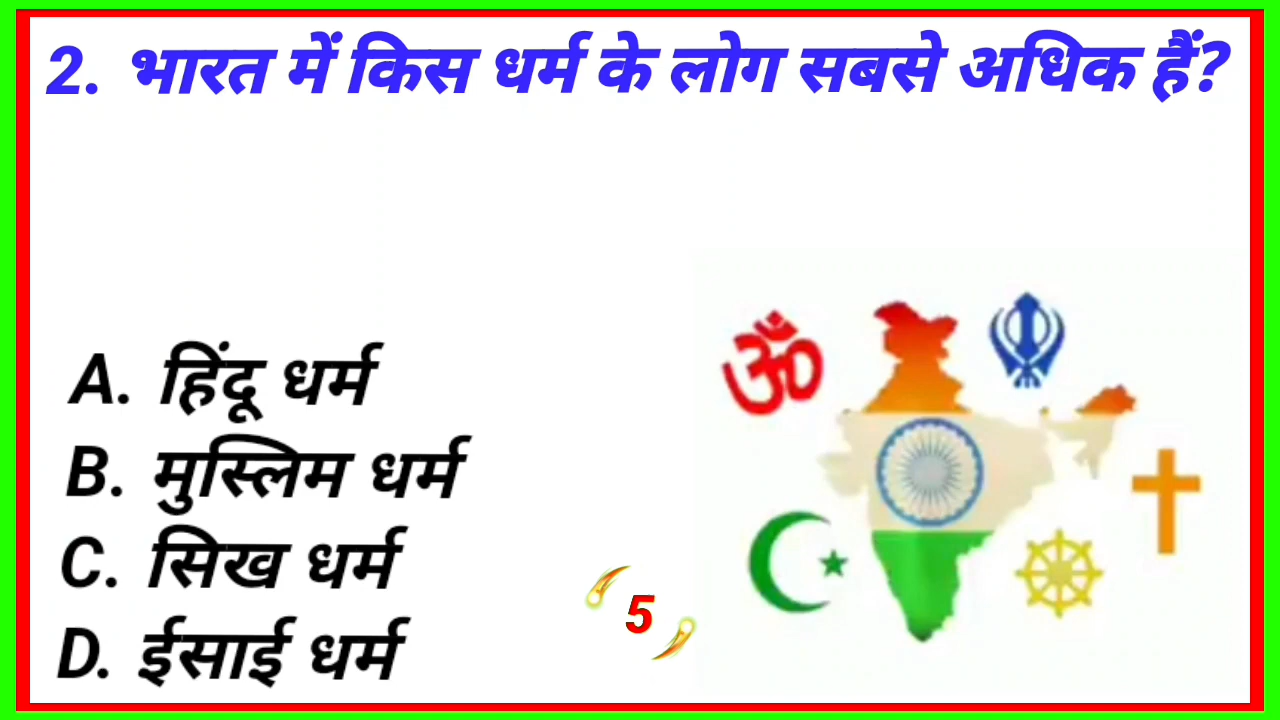 2. भारत में किस धर्म के लोग सबसे अधिक हैं?
A. हिंदू धर्म
B. मुस्लिम धर्म
C. सिख धर्म
D. ईसाई धर्म
5
ॐ